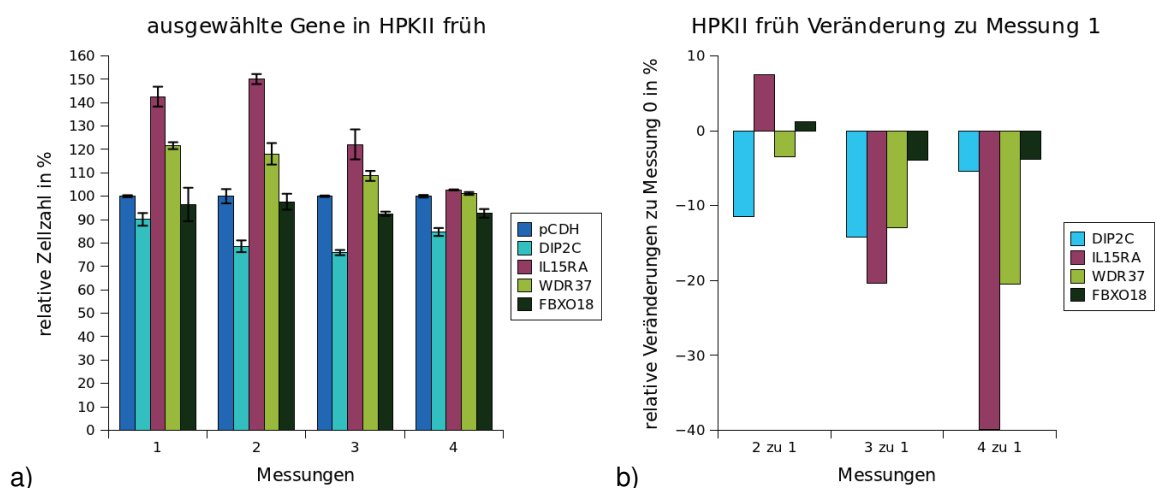 ausgewählte Gene in HPKII früh
relative Zellzahl in %
160
150
140
130
120
110
100
90
80
70
60
50
40
30
20
10
0
1 2 3 4
Messungen
pCDH
DIP2C
IL15RA
WDR37
FBXO18
a)
HPKII früh Veränderung zu Messung 1
relative Veränderungen zu Messung 0 in %
10
0
−10
−20
−30
−40
2 zu 1 3 zu 1 4 zu 1
Messungen
DIP2C
IL15RA
WDR37
FBXO18
b)